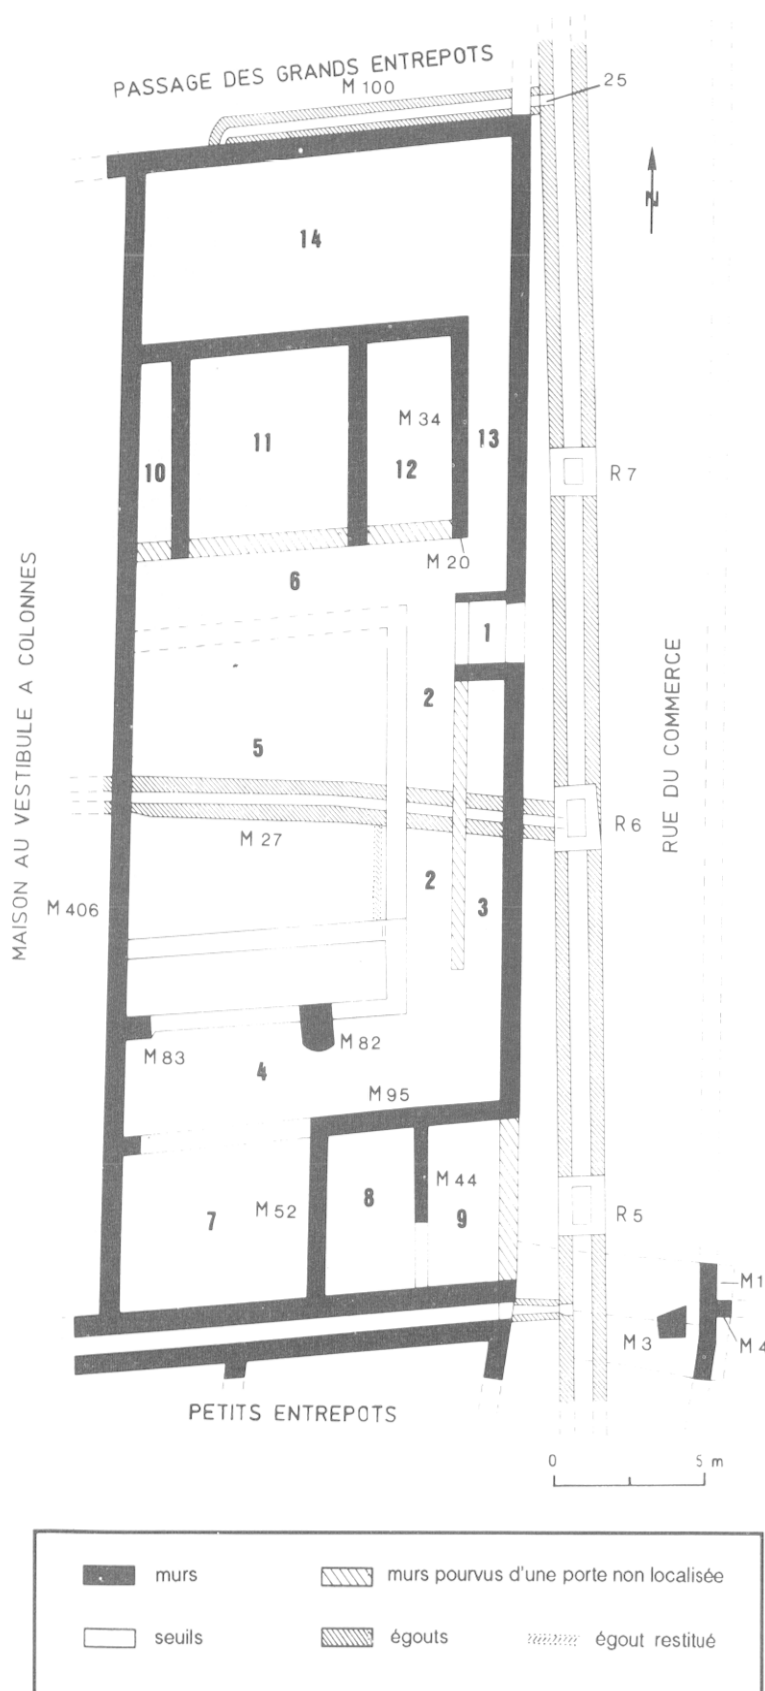 PASSAGE DES GRANDS ENTREPOTS
M 100
25
N
14
M 34
13
11
12
10
R 7
M 20
6
1
MAISON AU VESTIBULE A COLONNES
RUE DU COMMERCE
2
5
R 6
M 27
2
3
M 406
M 83
M 82
4
M 95
M 44
8
7
M 52
9
R 5
M 1
M 3
M 4
PETITS ENTREPOTS
0 5 m
murs
murs pourvus d'une porte non localisée
seuils
égouts
égout restitué